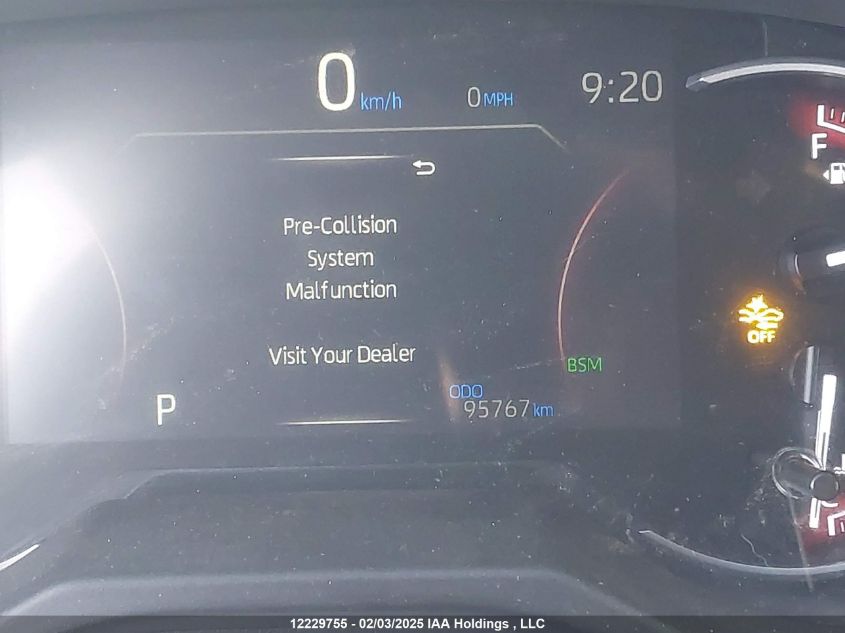 0 km/h 0 MPH 9:20
F
Pre-Collision
System
Malfunction
OFF
Visit Your Dealer
BSM
P
ODO
95767 km
12229755 - 02/03/2025 IAA Holdings , LLC